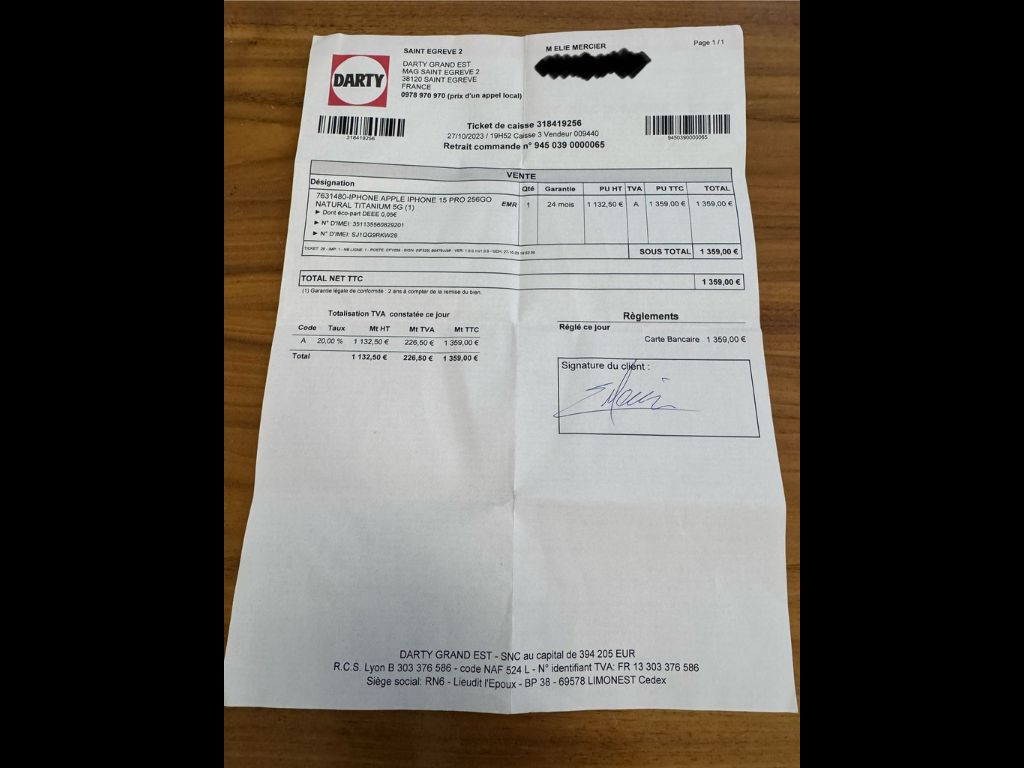 DARTY
SAINT EGREVE 2
DARTY GRAND EST
MAG SAINT EGREVE 2
38120 SAINT EGREVE
FRANCE
0978 970 970 (prix d'un appel local)
M ELIE MERCIER
Page 1 / 1
318419256
Ticket de caisse 318419256
27/10/2023 / 19H52 Caisse 3 Vendeur 009440
Retrait commande n° 945 039 0000065
9450390000065
VENTE
Désignation Qté Garantie PU HT TVA PU TTC TOTAL
7631480-IPHONE APPLE IPHONE 15 PRO 256GO EMR 1 24 mois 1 132,50 € A 1 359,00 € 1 359,00 €
NATURAL TITANIUM 5G (1)
► Dont éco-part DEEE 0,05€
► N° D'IMEI: 351135569829201
► N° D'IMEI: SJ1QG9RKW28
SOUS TOTAL 1 359,00 €
TOTAL NET TTC 1 359,00 €
(1) Garantie légale de conformité : 2 ans à compter de la remise du bien.
Totalisation TVA constatée ce jour
Code Taux Mt HT Mt TVA Mt TTC
A 20,00 % 1 132,50 € 226,50 € 1 359,00 €
Total 1 132,50 € 226,50 € 1 359,00 €
Règlements
Réglé ce jour
Carte Bancaire 1 359,00 €
Signature du client :
DARTY GRAND EST - SNC au capital de 394 205 EUR
R.C.S. Lyon B 303 376 586 - code NAF 524 L - N° identifiant TVA: FR 13 303 376 586
Siège social: RN6 - Lieudit l'Epoux - BP 38 - 69578 LIMONEST Cedex